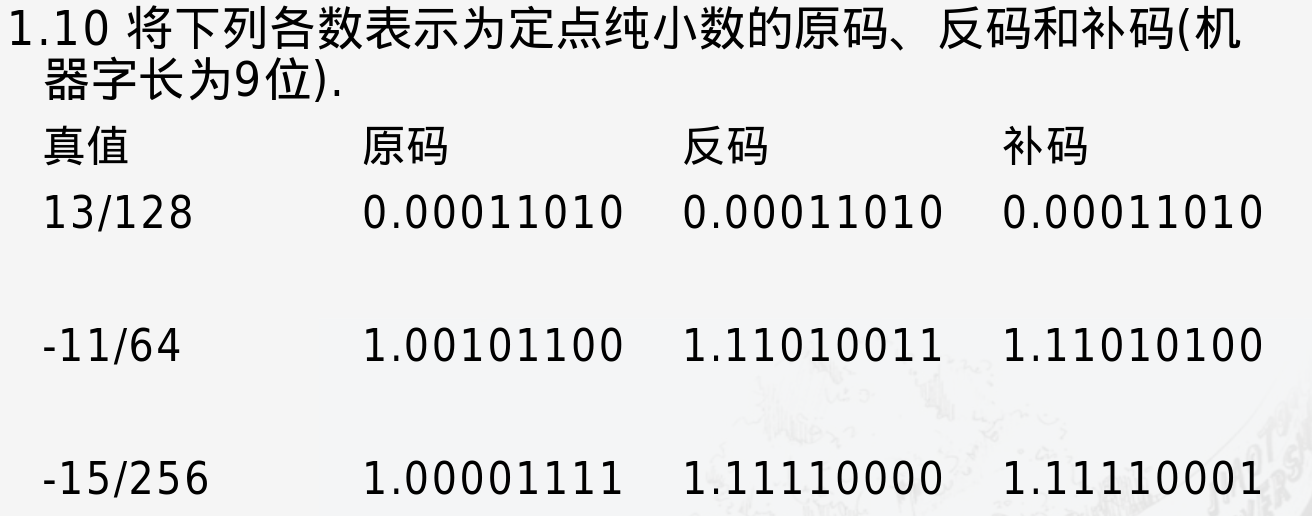 1.10 将下列各数表示为定点纯小数的原码、反码和补码(机
器字长为9位).
真值 原码 反码 补码
13/128 0.00011010 0.00011010 0.00011010
-11/64 1.00101100 1.11010011 1.11010100
-15/256 1.00001111 1.11110000 1.11110001